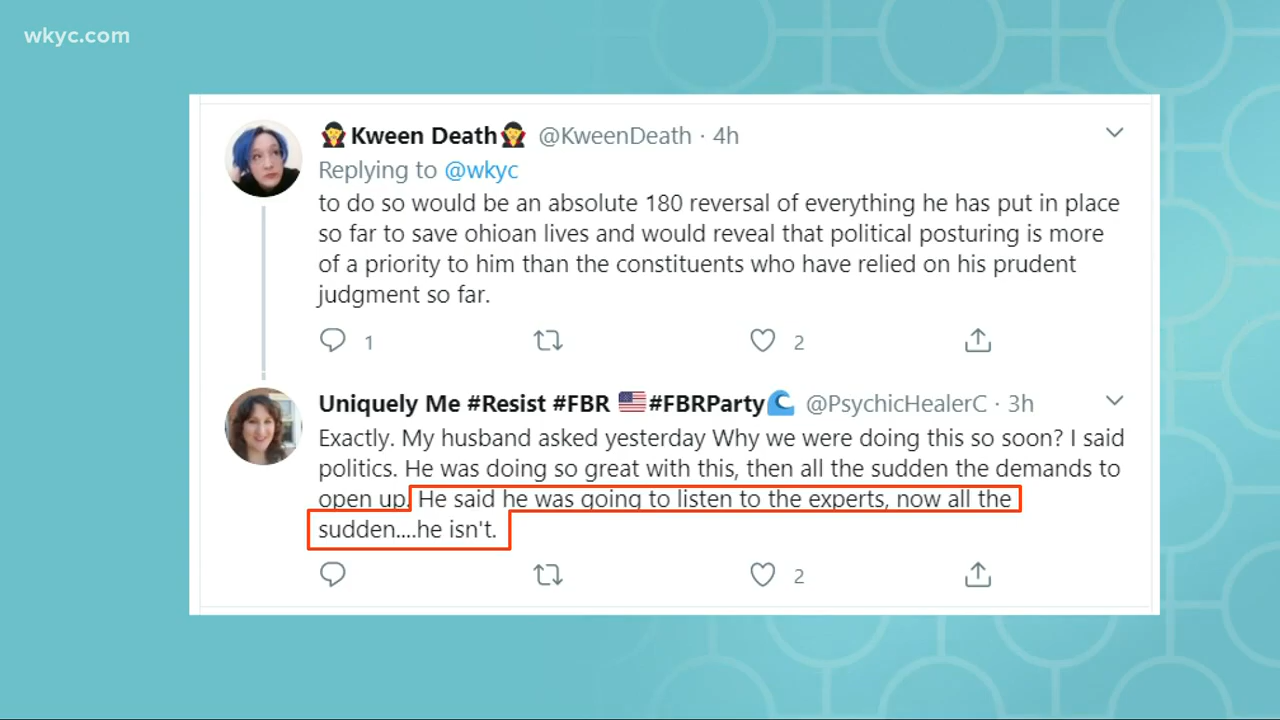 wkyc.com
🧛Kween Death🧛 @KweenDeath · 4h
Replying to @wkyc
to do so would be an absolute 180 reversal of everything he has put in place
so far to save ohioan lives and would reveal that political posturing is more
of a priority to him than the constituents who have relied on his prudent
judgment so far.
1 2
Uniquely Me #Resist #FBR 🇺🇸#FBRParty🌊 @PsychicHealerC · 3h
Exactly. My husband asked yesterday Why we were doing this so soon? I said
politics. He was doing so great with this, then all the sudden the demands to
open up. He said he was going to listen to the experts, now all the
sudden....he isn't.
2